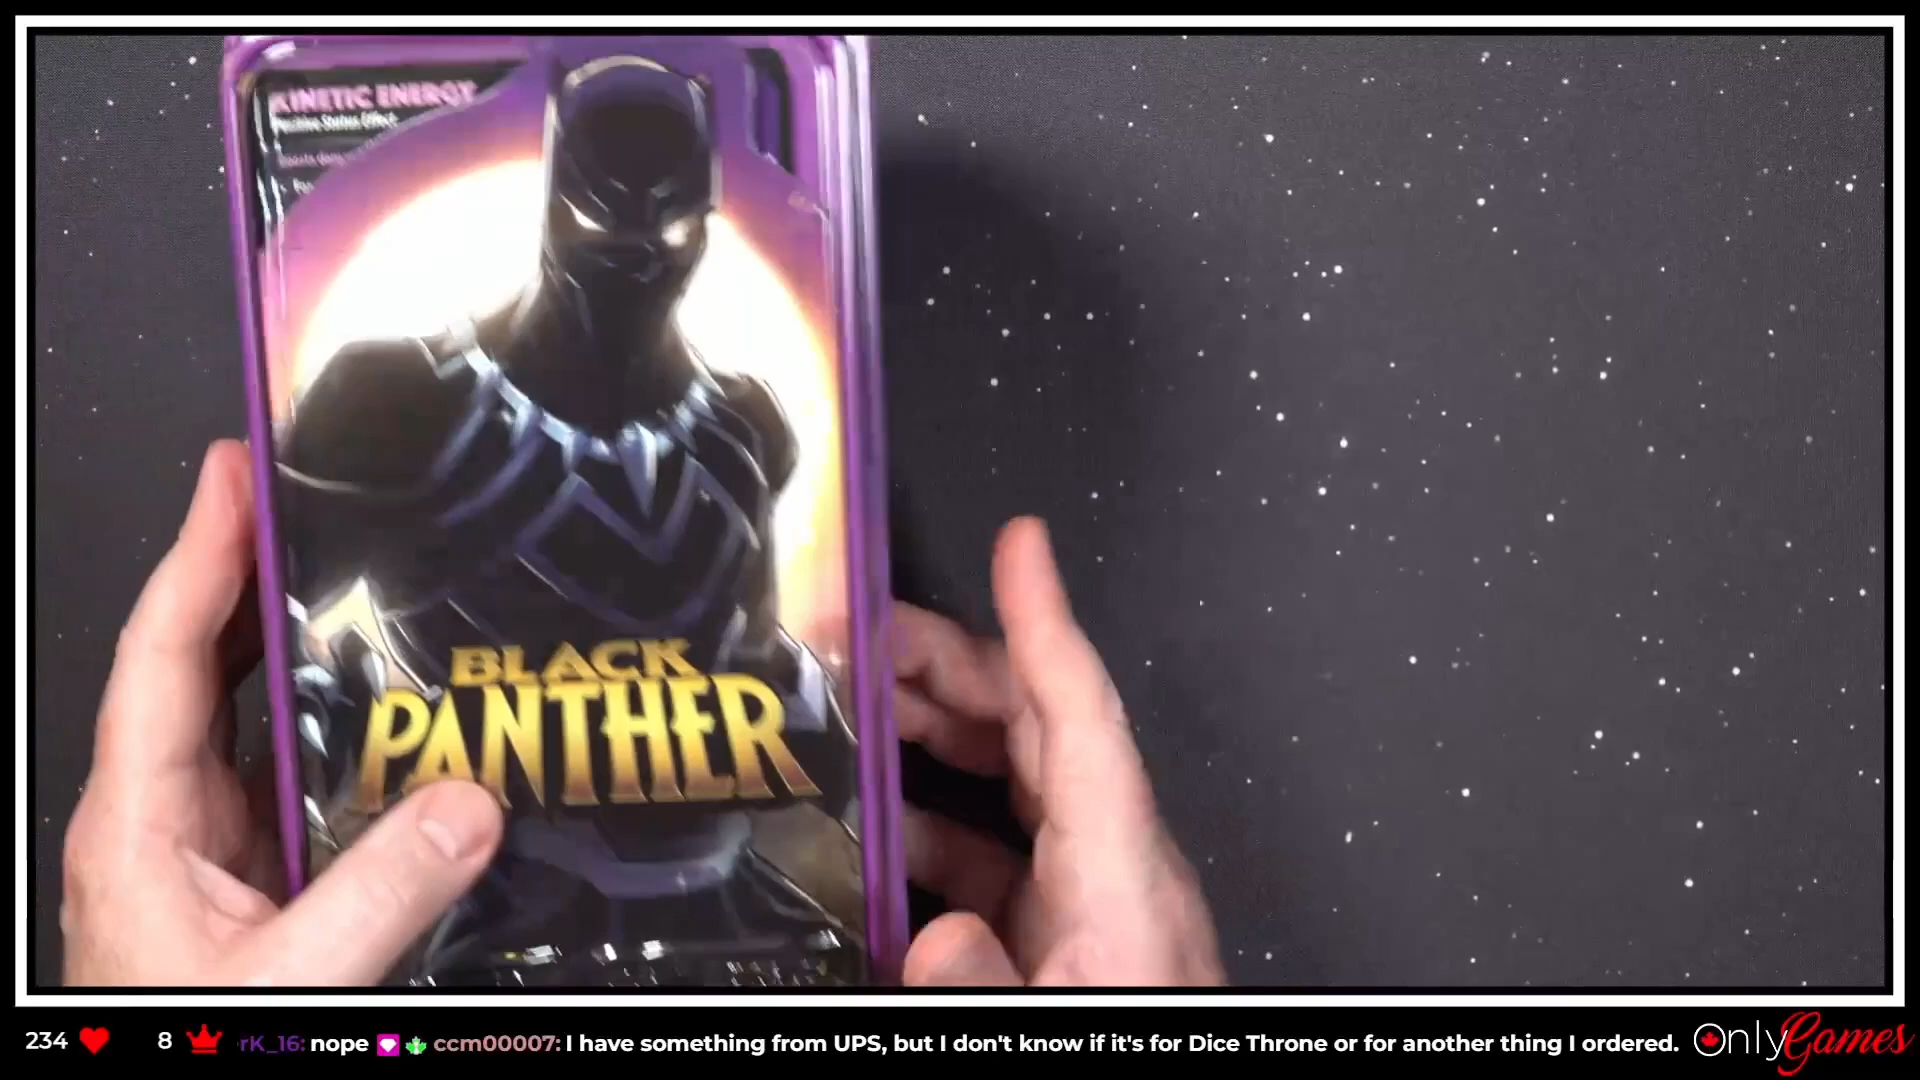 KINETIC ENERGY
Positive Status Effect
BLACK
PANTHER
234
8
rK_16: nope
ccm00007: I have something from UPS, but I don't know if it's for Dice Throne or for another thing I ordered.
OnlyGames